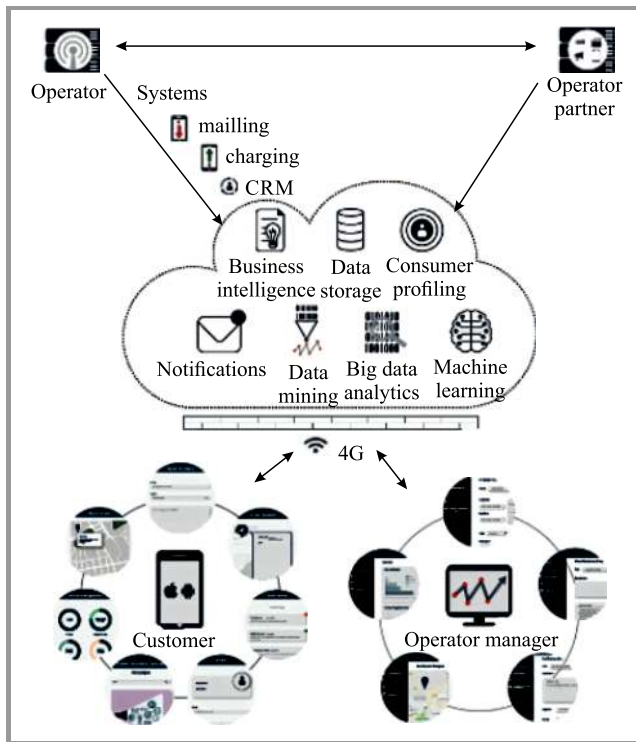 Operator
Systems
mailling
charging
CRM
Operator
partner
Business
intelligence
Data
storage
Consumer
profiling
Notifications
Data
mining
Big data
analytics
Machine
learning
4G
Customer
Operator manager